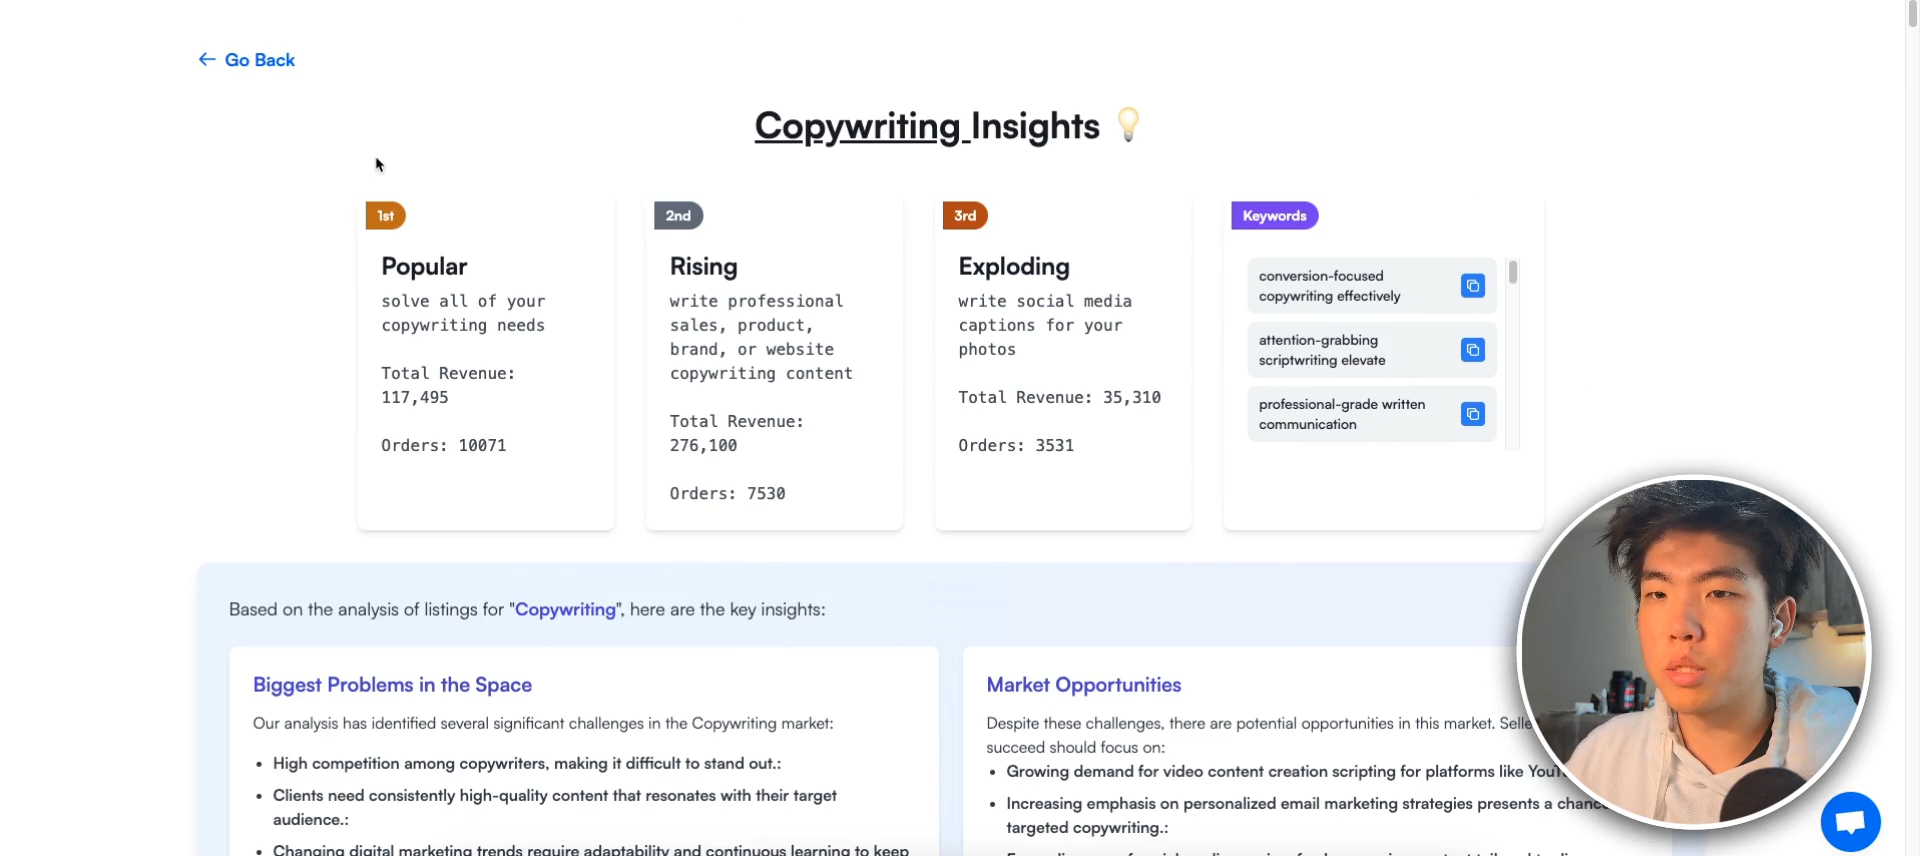 Go Back
Copywriting Insights
1st
Popular
solve all of your
copywriting needs
Total Revenue:
117,495
Orders: 10071
2nd
Rising
write professional
sales, product,
brand, or website
copywriting content
Total Revenue:
276,100
Orders: 7530
3rd
Exploding
write social media
captions for your
photos
Total Revenue: 35,310
Orders: 3531
Keywords
conversion-focused
copywriting effectively
attention-grabbing
scriptwriting elevate
professional-grade written
communication
Based on the analysis of listings for "Copywriting", here are the key insights:
Biggest Problems in the Space
Our analysis has identified several significant challenges in the Copywriting market:
• High competition among copywriters, making it difficult to stand out.:
• Clients need consistently high-quality content that resonates with their target
audience.:
• Changing digital marketing trends require adaptability and continuous learning to keep
Market Opportunities
Despite these challenges, there are potential opportunities in this market.
succeed should focus on:
• Growing demand for video content creation scripting for platforms like
• Increasing emphasis on personalized email marketing strategies presents a
targeted copywriting.: